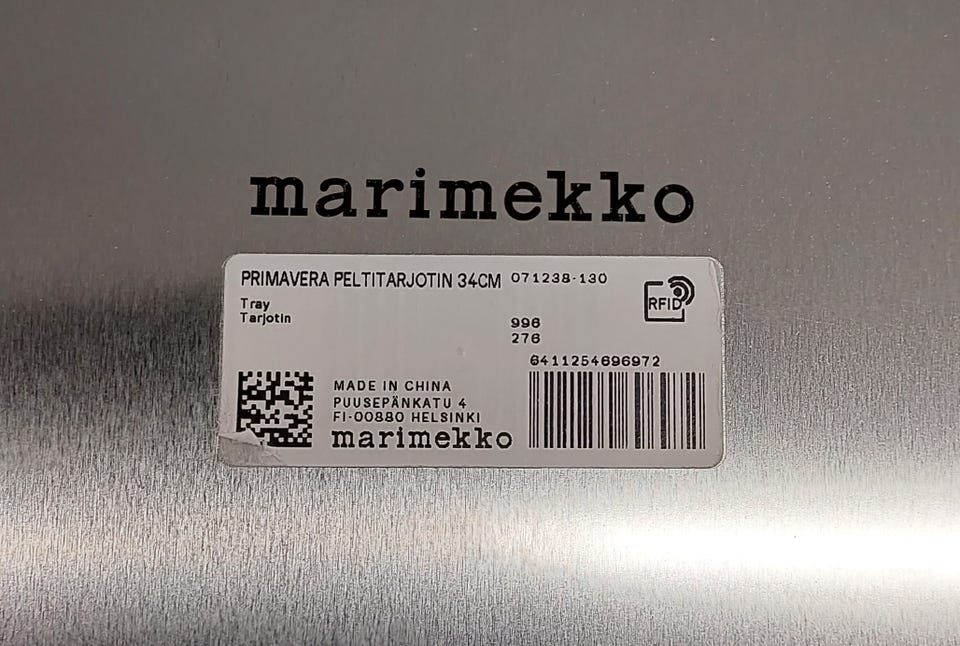 marimekko
PRIMAVERA PELTITARJOTIN 34CM 071238-130
Tray
Tarjotin
RFID
996
276
6411254696972
MADE IN CHINA
PUUSEPÄNKATU 4
FI-00880 HELSINKI
marimekko